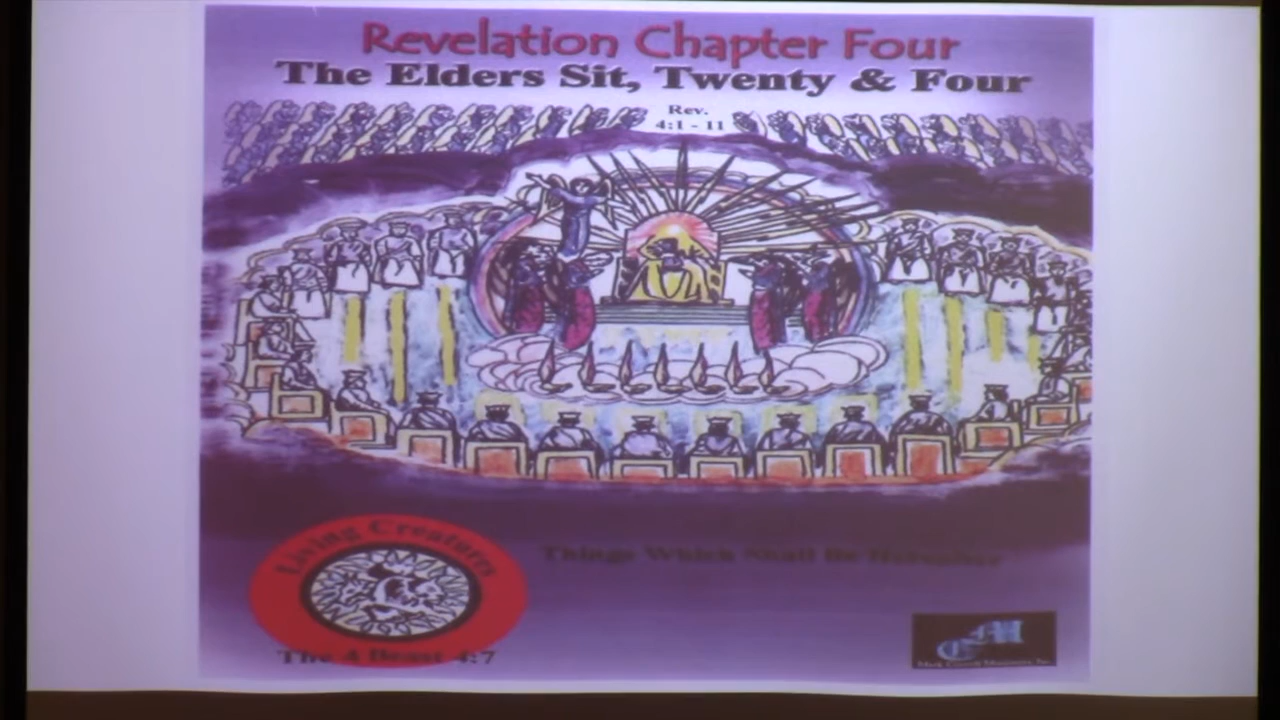 Revelation Chapter Four
The Elders Sit, Twenty & Four
Rev.
4:1 - 11
Living Creatures
Things Which Shall Be Hereafter
The 4 Beast 4:7